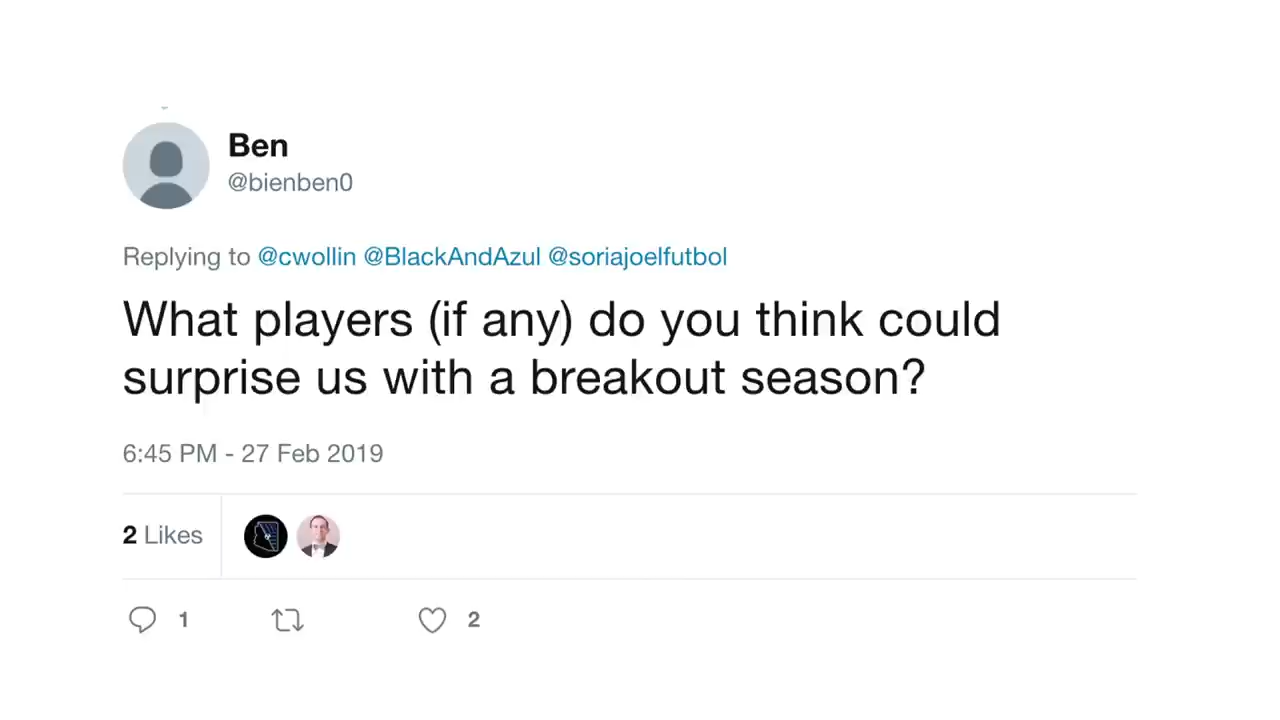 Ben
@bienben0
Replying to @cwollin @BlackAndAzul @soriajoelfutbol
What players (if any) do you think could
surprise us with a breakout season?
6:45 PM - 27 Feb 2019
2 Likes
1 2